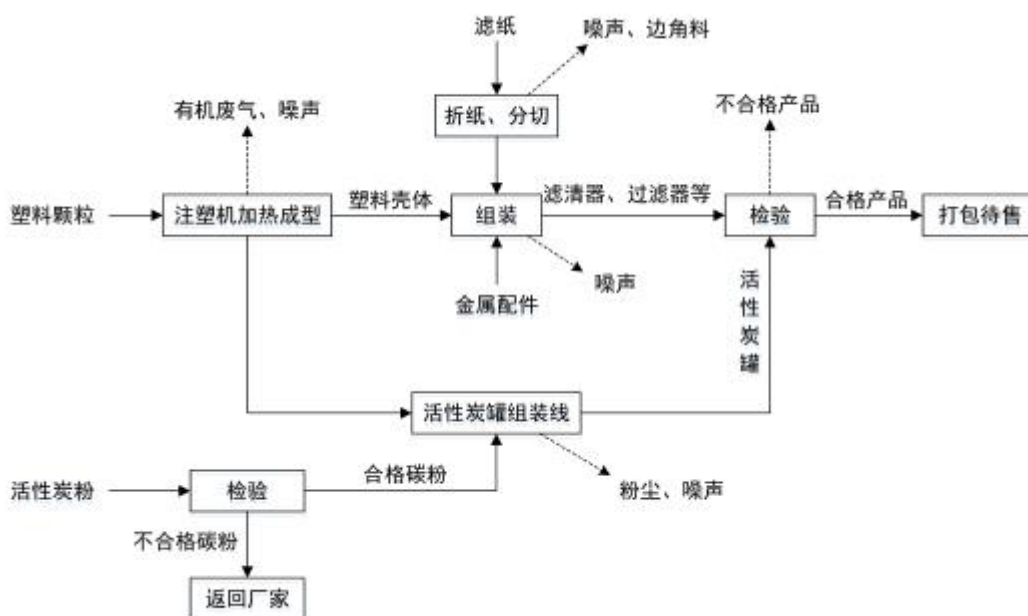 滤纸
噪声、边角料
有机废气、噪声
折纸、分切
不合格产品
塑料颗粒
注塑机加热成型
塑料壳体
组装
滤清器、过滤器等
检验
合格产品
打包待售
噪声
金属配件
活性炭罐
活性炭罐组装线
合格碳粉
活性炭粉
检验
粉尘、噪声
不合格碳粉
返回厂家